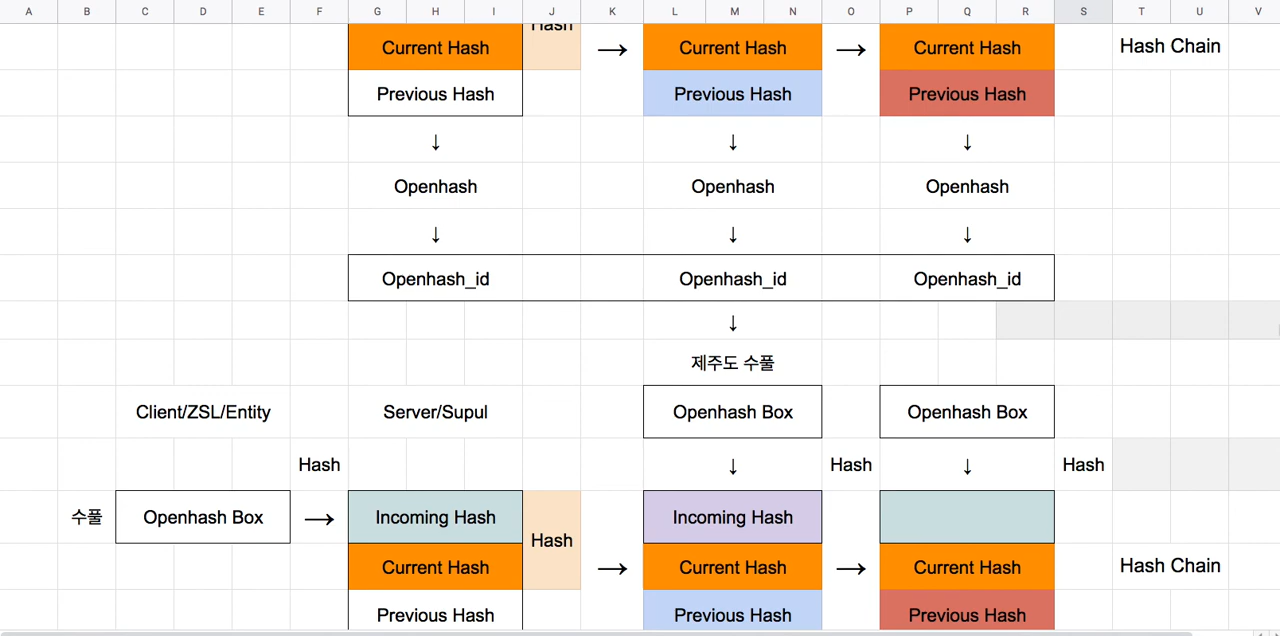 A B C D E F G H I J K L M N O P Q R S T U V
Hash
Current Hash → Current Hash → Current Hash Hash Chain
Previous Hash Previous Hash Previous Hash
↓ ↓ ↓
Openhash Openhash Openhash
↓ ↓ ↓
Openhash_id Openhash_id Openhash_id
↓
제주도 수풀
Client/ZSL/Entity Server/Supul Openhash Box Openhash Box
Hash ↓ Hash ↓ Hash
수풀 Openhash Box → Incoming Hash Incoming Hash
Hash
Current Hash → Current Hash → Current Hash Hash Chain
Previous Hash Previous Hash Previous Hash